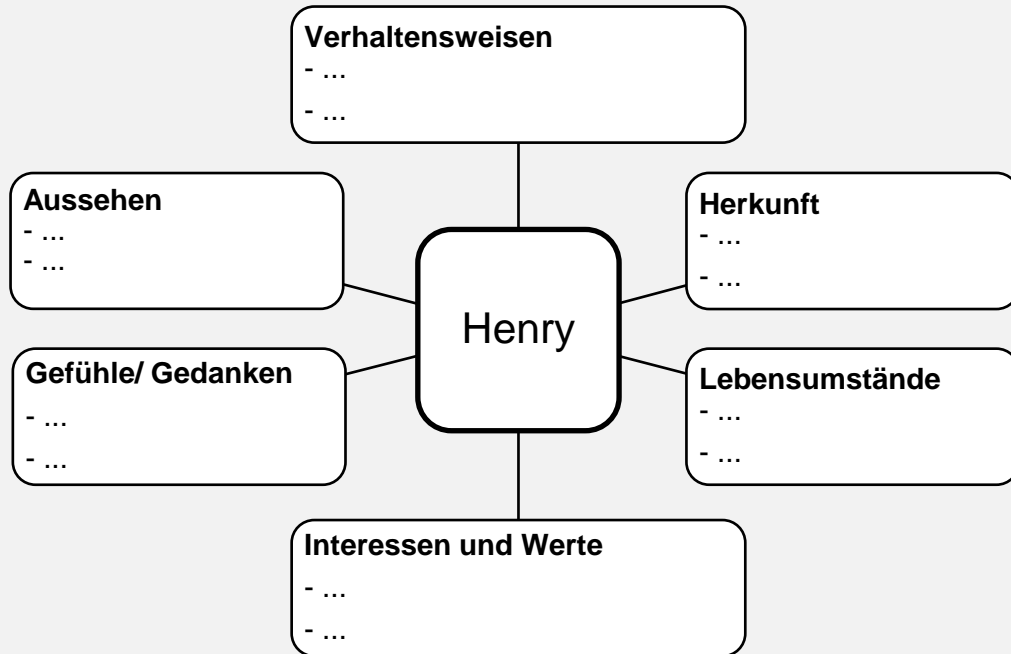 Verhaltensweisen
- ...
- ...
Aussehen
- ...
- ...
Herkunft
- ...
- ...
Henry
Gefühle/ Gedanken
- ...
- ...
Lebensumstände
- ...
- ...
Interessen und Werte
- ...
- ...